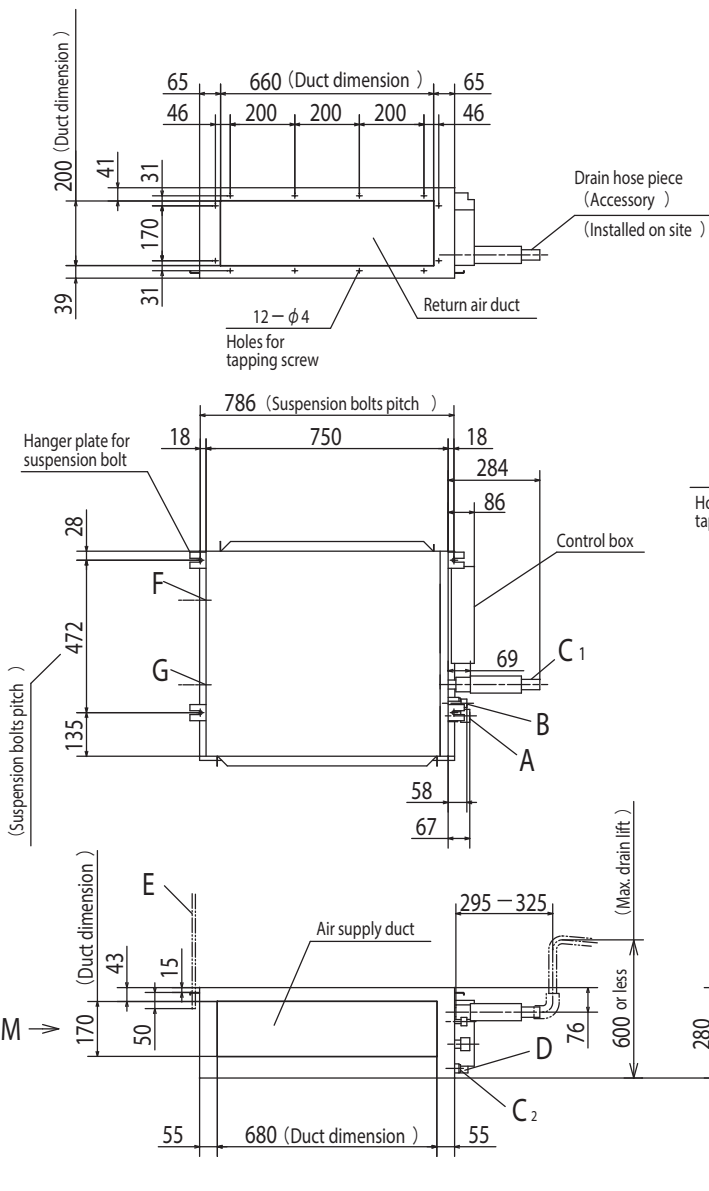 200 (Duct dimension )
65
660 (Duct dimension )
65
46
200
200
200
46
41
31
170
39
31
Drain hose piece
(Accessory )
(Installed on site )
12－φ4
Holes for
tapping screw
Return air duct
786 (Suspension bolts pitch )
Hanger plate for
suspension bolt
18
750
18
284
86
Ho
tap
Control box
28
F
472
(Suspension bolts pitch )
G
69
C1
135
B
A
58
67
E
(Duct dimension )
43
15
Air supply duct
295－325
(Max. drain lift )
M
170
50
76
600 or less
280
D
C2
55
680 (Duct dimension )
55